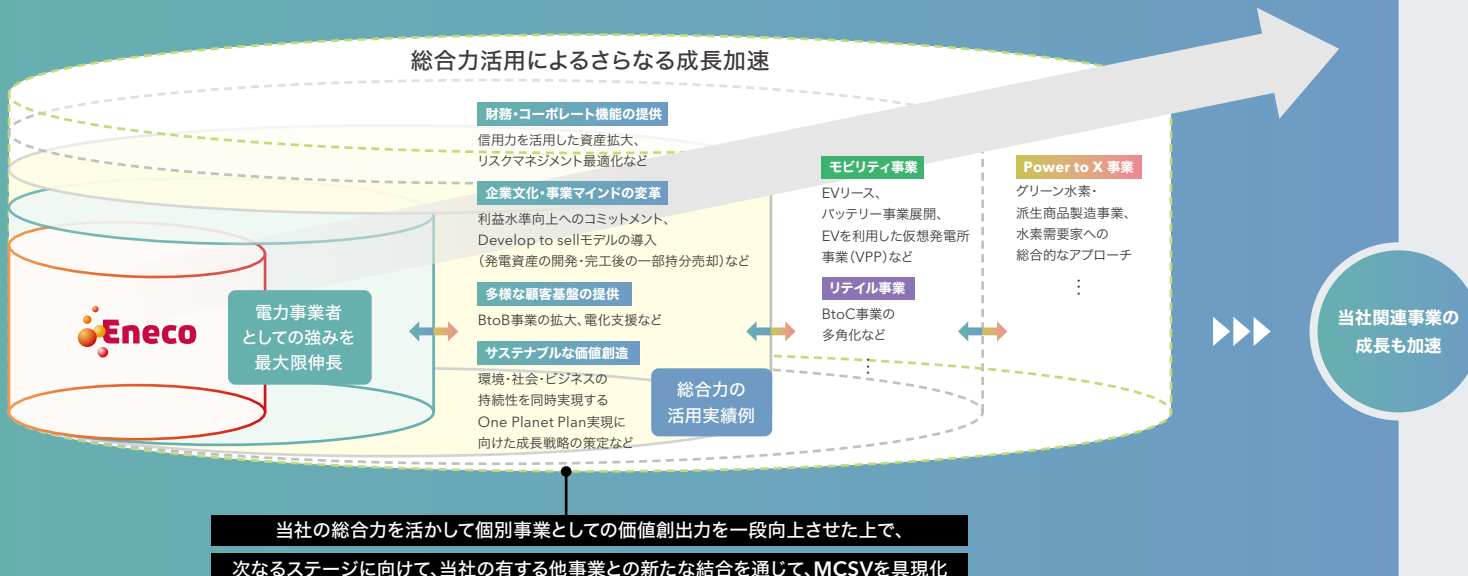 総合力活用によるさらなる成長加速
財務・コーポレート機能の提供
信用力を活用した資産拡大、
リスクマネジメント最適化など
企業文化・事業マインドの変革
利益水準向上へのコミットメント、
Develop to sellモデルの導入
（発電資産の開発・完工後の一部持分売却）など
多様な顧客基盤の提供
BtoB事業の拡大、電化支援など
サステナブルな価値創造
環境・社会・ビジネスの
持続性を同時実現する
One Planet Plan実現に
向けた成長戦略の策定など
Eneco
電力事業者
としての強みを
最大限伸長
総合力の
活用実績例
モビリティ事業
EVリース、
バッテリー事業展開、
EVを利用した仮想発電所
事業（VPP）など
リテイル事業
BtoC事業の
多角化など
⋮
Power to X 事業
グリーン水素・
派生商品製造事業、
水素需要家への
総合的なアプローチ
⋮
当社関連事業の
成長も加速
当社の総合力を活かして個別事業としての価値創出力を一段向上させた上で、
次なるステージに向けて、当社の有する他事業との新たな結合を通じて、MCSVを具現化